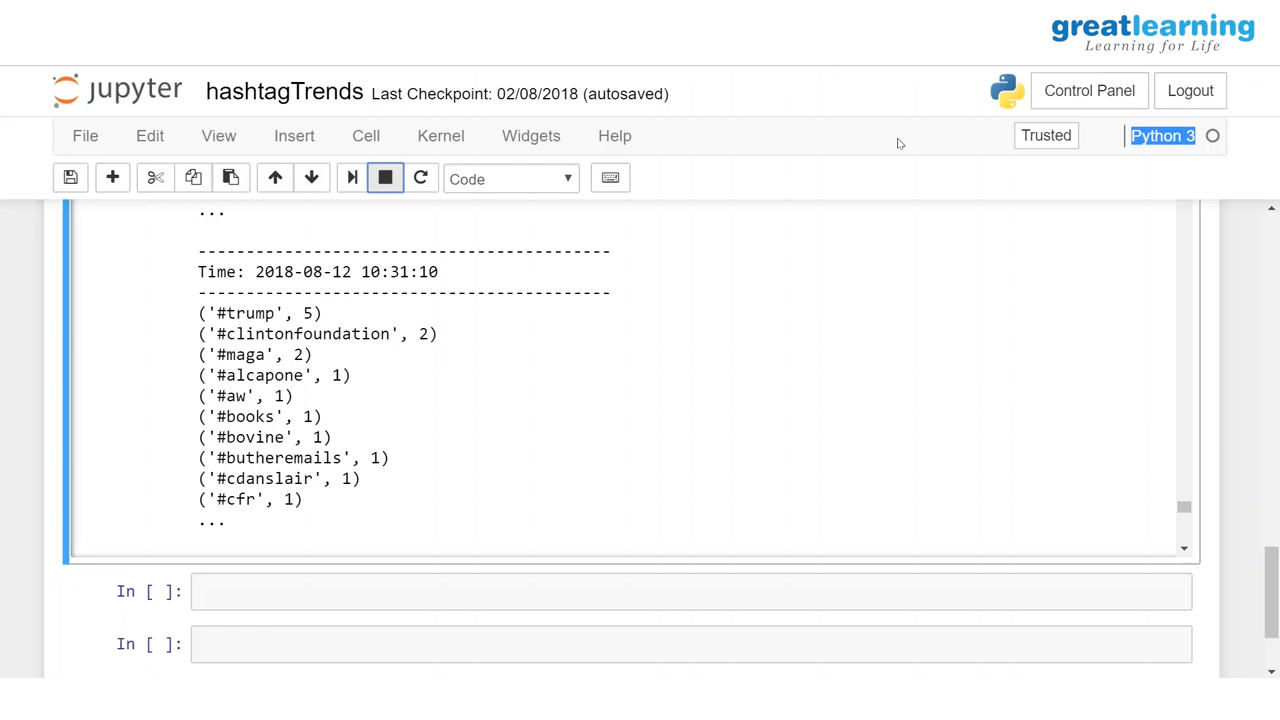 greatlearning
Learning for Life
jupyter hashtagTrends Last Checkpoint: 02/08/2018 (autosaved) Control Panel Logout
File Edit View Insert Cell Kernel Widgets Help Trusted Python 3
Code
...
-------------------------------------------
Time: 2018-08-12 10:31:10
-------------------------------------------
('#trump', 5)
('#clintonfoundation', 2)
('#maga', 2)
('#alcapone', 1)
('#aw', 1)
('#books', 1)
('#bovine', 1)
('#butheremails', 1)
('#cdanslair', 1)
('#cfr', 1)
...
In [ ]:
In [ ]: